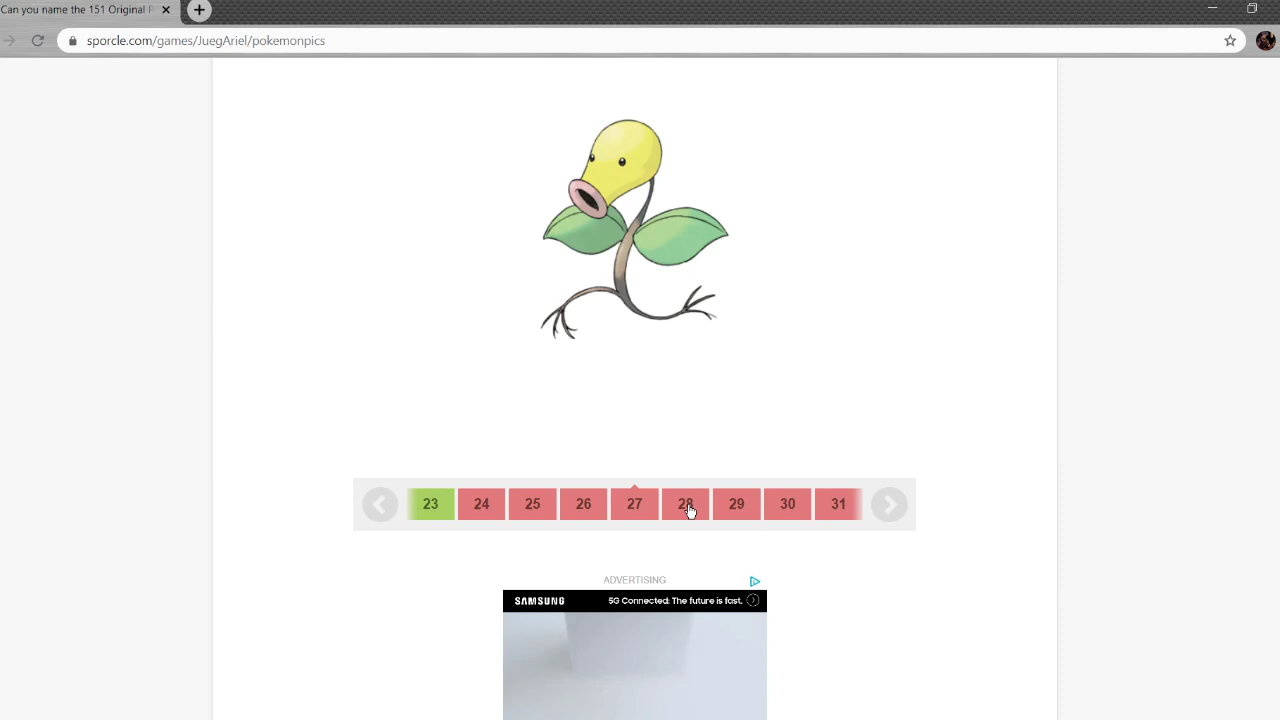 Can you name the 151 Original P
sporcle.com/games/JuegAriel/pokemonpics
23 24 25 26 27 28 29 30 31
ADVERTISING
SAMSUNG 5G Connected: The future is fast.